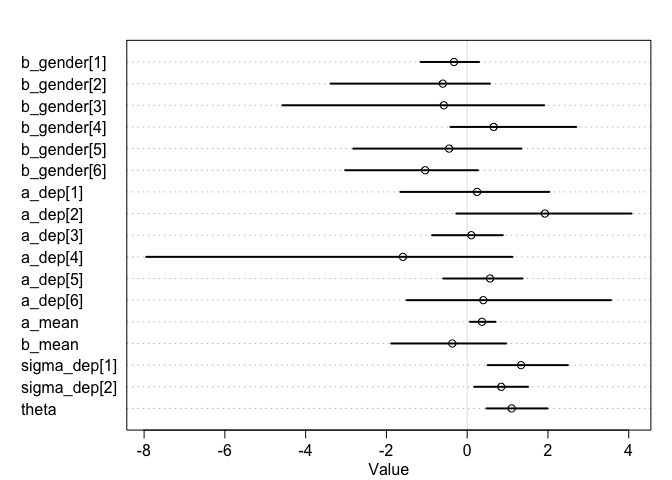 b_gender[1]
b_gender[2]
b_gender[3]
b_gender[4]
b_gender[5]
b_gender[6]
a_dep[1]
a_dep[2]
a_dep[3]
a_dep[4]
a_dep[5]
a_dep[6]
a_mean
b_mean
sigma_dep[1]
sigma_dep[2]
theta
-8 -6 -4 -2 0 2 4
Value